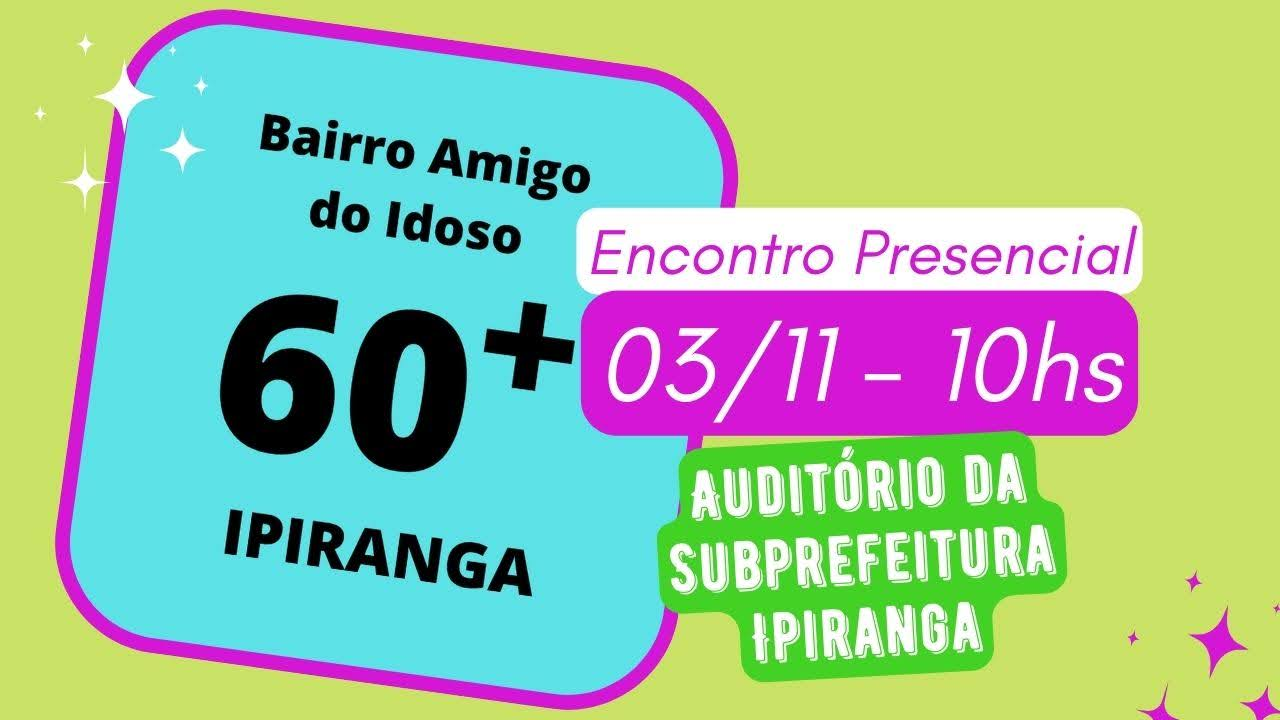 Bairro Amigo
do Idoso
60+
IPIRANGA
Encontro Presencial
03/11 - 10hs
AUDITÓRIO DA
SUBPREFEITURA
IPIRANGA